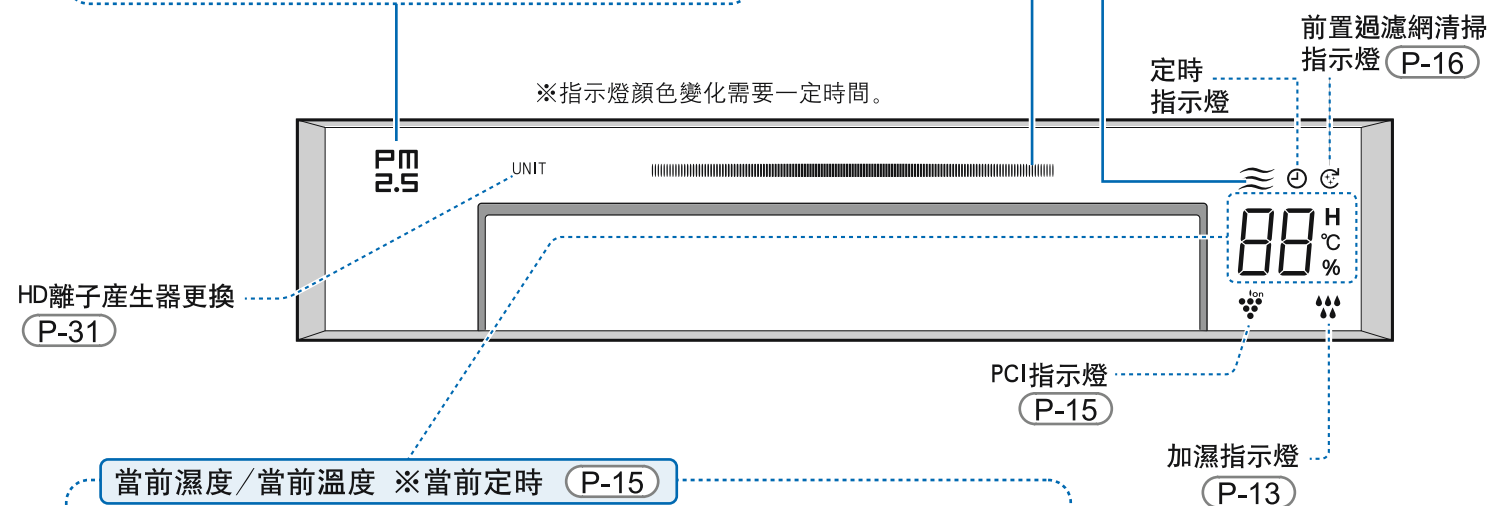 前置過濾網清掃
指示燈 P-16
定時
指示燈
※指示燈顏色變化需要一定時間。
PM
2.5
UNIT
88
H
℃
%
Ion
HD離子產生器更換
P-31
PCI指示燈
P-15
加濕指示燈
P-13
當前濕度/當前溫度 ※當前定時 P-15